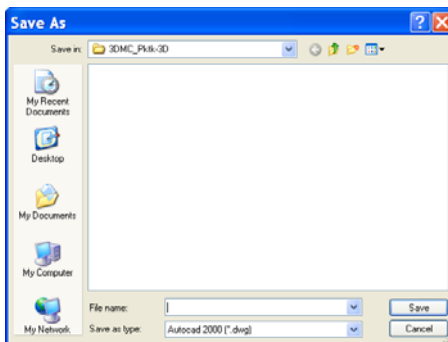 Save As
Save in: 3DMC_Pktk-3D
My Recent
Documents
Desktop
My Documents
My Computer
My Network
File name:
Save
Save as type: Autocad 2000 (*.dwg)
Cancel